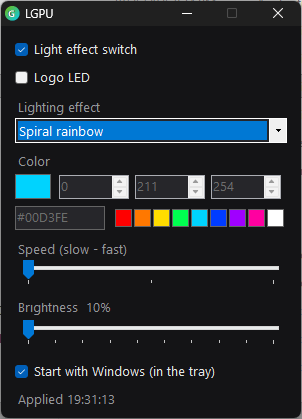 LGPU
Light effect switch
Logo LED
Lighting effect
Spiral rainbow
Color
0 211 254
#00D3FE
Speed (slow - fast)
Brightness 10%
Start with Windows (in the tray)
Applied 19:31:13